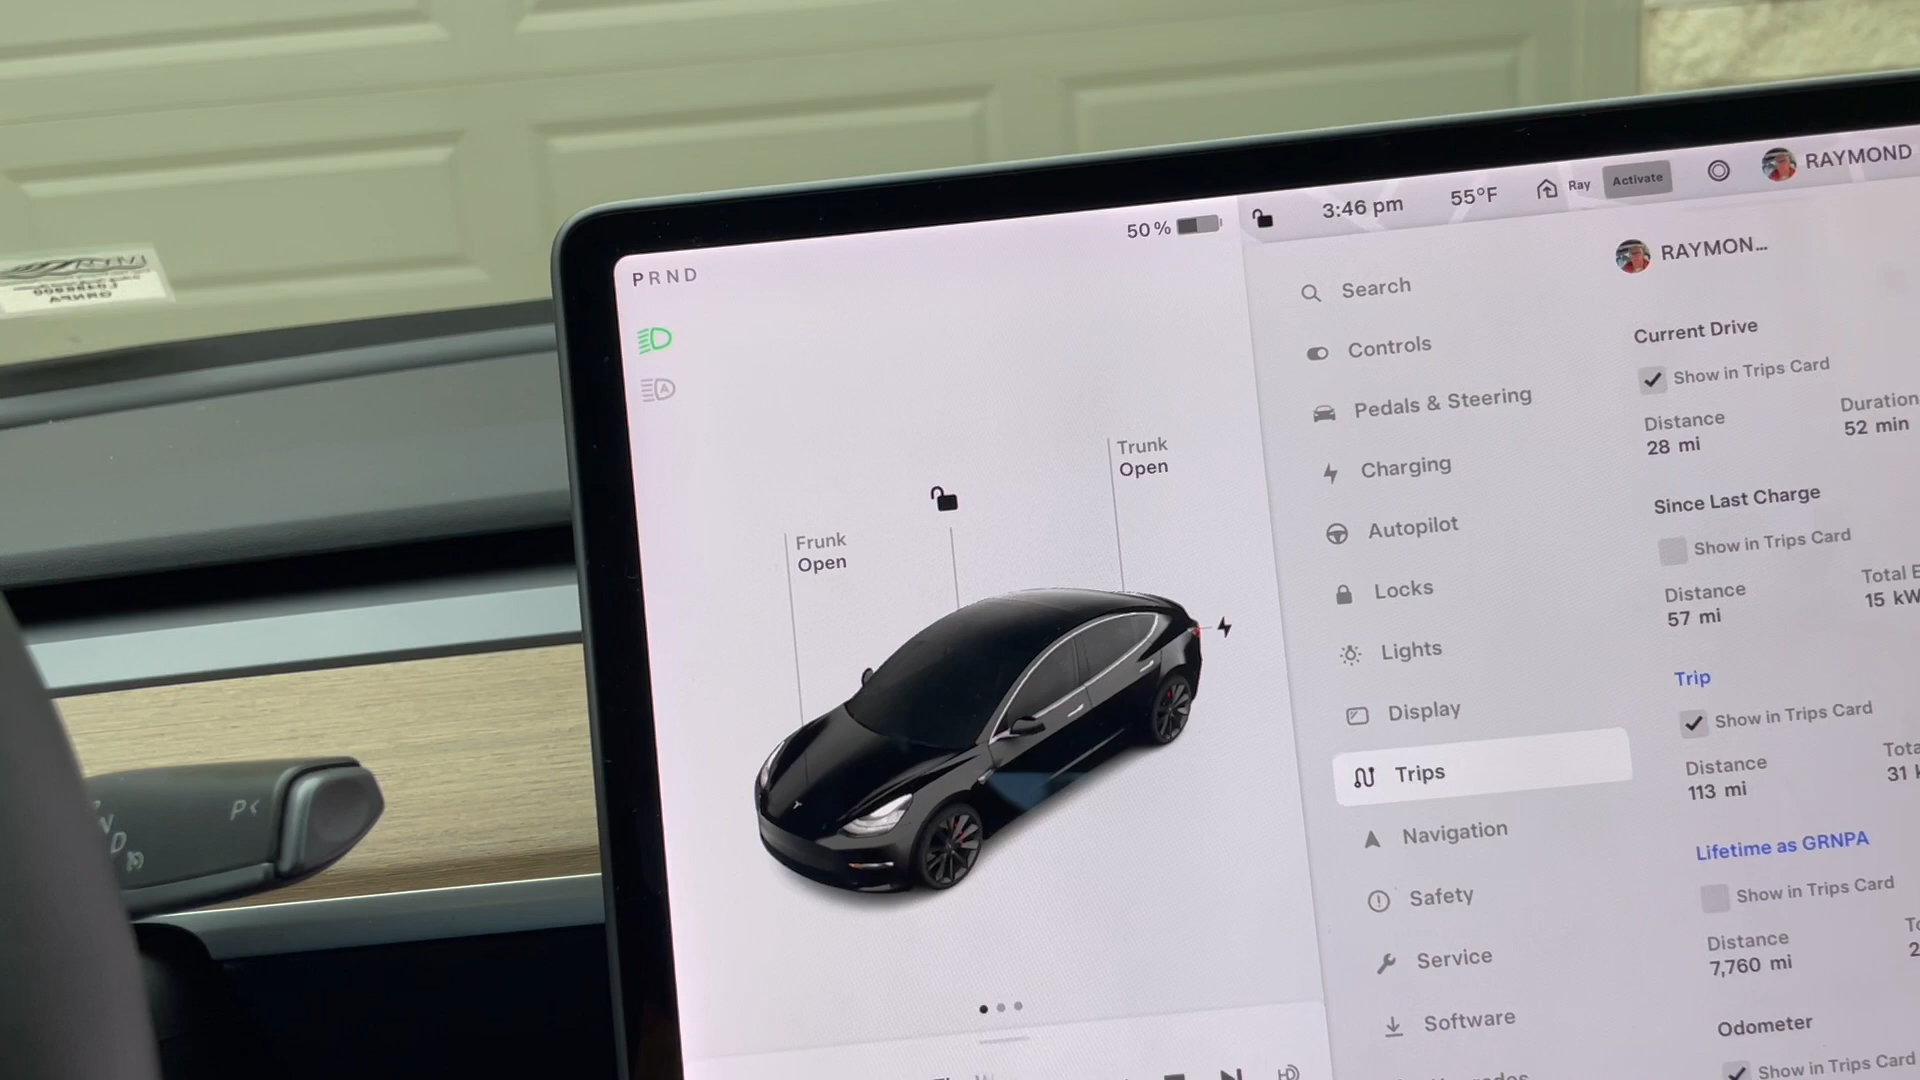 50 %
3:46 pm
55°F
Ray
Activate
RAYMOND
PRND
Trunk
Open
Frunk
Open
P
N
D
Search
Controls
Pedals & Steering
Charging
Autopilot
Locks
Lights
Display
Trips
Navigation
Safety
Service
Software
RAYMON...
Current Drive
Show in Trips Card
Distance
Duration
28 mi
52 min
Since Last Charge
Show in Trips Card
Distance
Total E
57 mi
15 kW
Trip
Show in Trips Card
Distance
113 mi
31
Lifetime as GRNPA
Show in Trips Card
Distance
7,760 mi
Odometer
Show in Trips Card